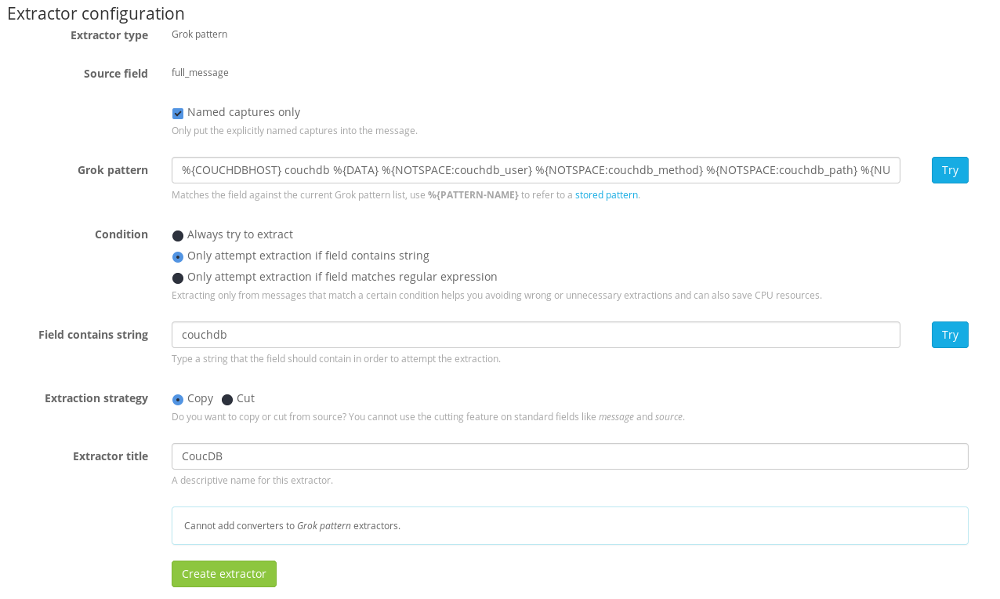 Extractor configuration
Extractor type Grok pattern
Source field full_message
Named captures only
Only put the explicitly named captures into the message.
Grok pattern %{COUCHDBHOST} couchdb %{DATA} %{NOTSPACE:couchdb_user} %{NOTSPACE:couchdb_method} %{NOTSPACE:couchdb_path} %{NU Try
Matches the field against the current Grok pattern list, use %{PATTERN-NAME} to refer to a stored pattern.
Condition Always try to extract
Only attempt extraction if field contains string
Only attempt extraction if field matches regular expression
Extracting only from messages that match a certain condition helps you avoiding wrong or unnecessary extractions and can also save CPU resources.
Field contains string couchdb Try
Type a string that the field should contain in order to attempt the extraction.
Extraction strategy Copy Cut
Do you want to copy or cut from source? You cannot use the cutting feature on standard fields like message and source.
Extractor title CoucDB
A descriptive name for this extractor.
Cannot add converters to Grok pattern extractors.
Create extractor